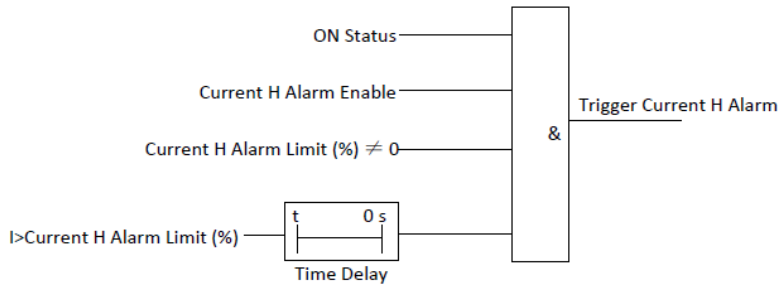 ON Status
Current H Alarm Enable
Trigger Current H Alarm
&
Current H Alarm Limit (%) ≠ 0
t 0 s
I>Current H Alarm Limit (%)
Time Delay